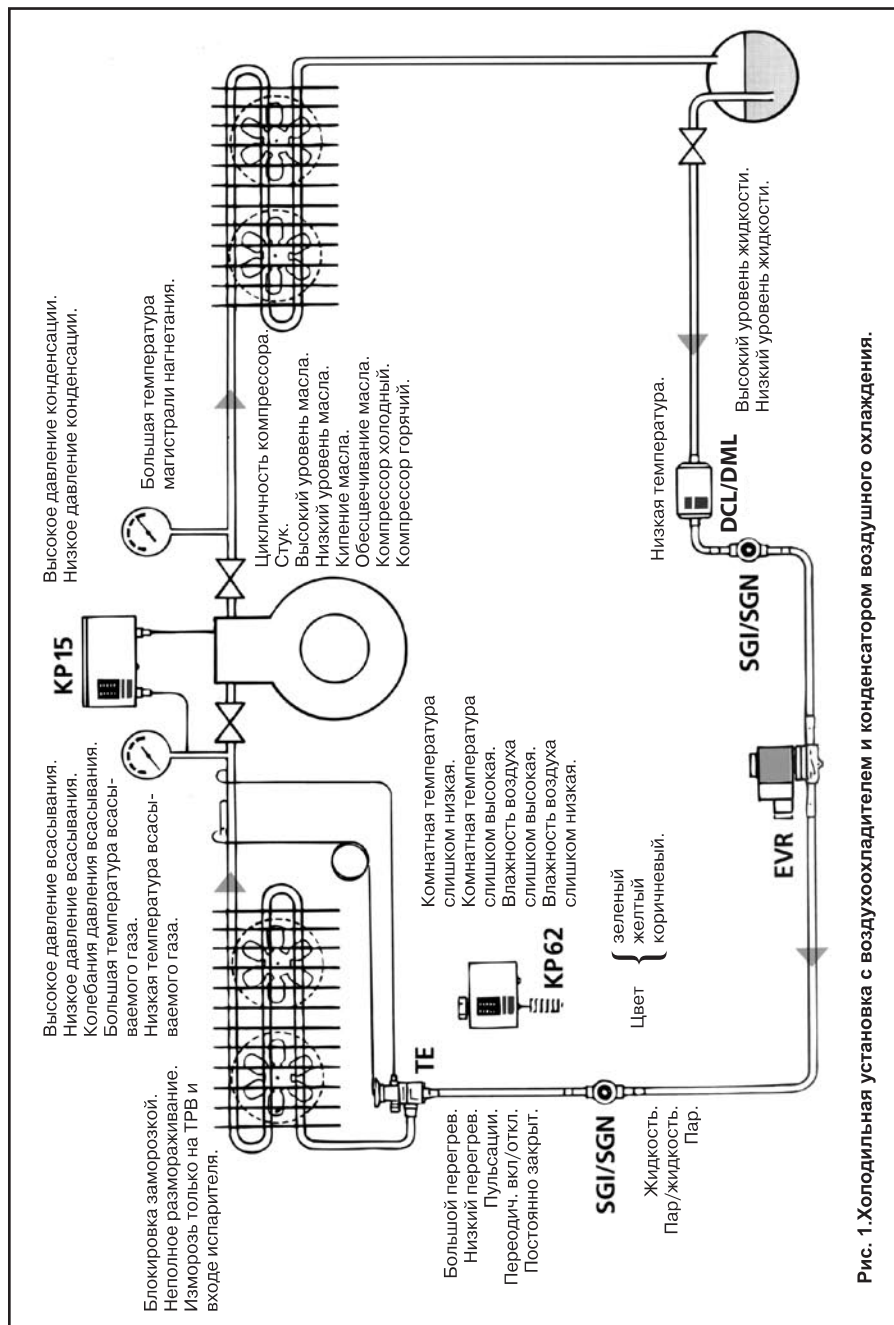 Высокое давление всасывания.
Низкое давление всасывания.
Колебания давления всасывания.
Большая температура всасы-
ваемого газа.
Низкая температура всасы-
ваемого газа.
KP15
Высокое давление конденсации.
Низкое давление конденсации.
Большая температура
магистрали нагнетания.
Блокировка заморозкой.
Неполное размораживание.
Изморозь только на ТРВ и
входе испарителя.
Цикличность компрессора.
Стук.
Высокий уровень масла.
Низкий уровень масла.
Кипение масла.
Обесцвечивание масла.
Компрессор холодный.
Компрессор горячий.
TE
Комнатная температура
слишком низкая.
Комнатная температура
слишком высокая.
Влажность воздуха
слишком высокая.
Влажность воздуха
слишком низкая.
KP 62
Большой перегрев.
Низкий перегрев.
Пульсации.
Переодич. вкл/откл.
Постоянно закрыт.
SGI/SGN
Жидкость.
Пар/жидкость.
Пар.
Цвет
зеленый
желтый
коричневый.
EVR
SGI/SGN
DCL/DML
Низкая температура.
Высокий уровень жидкости.
Низкий уровень жидкости.
Рис. 1.Холодильная установка с воздухоохладителем и конденсатором воздушного охлаждения.